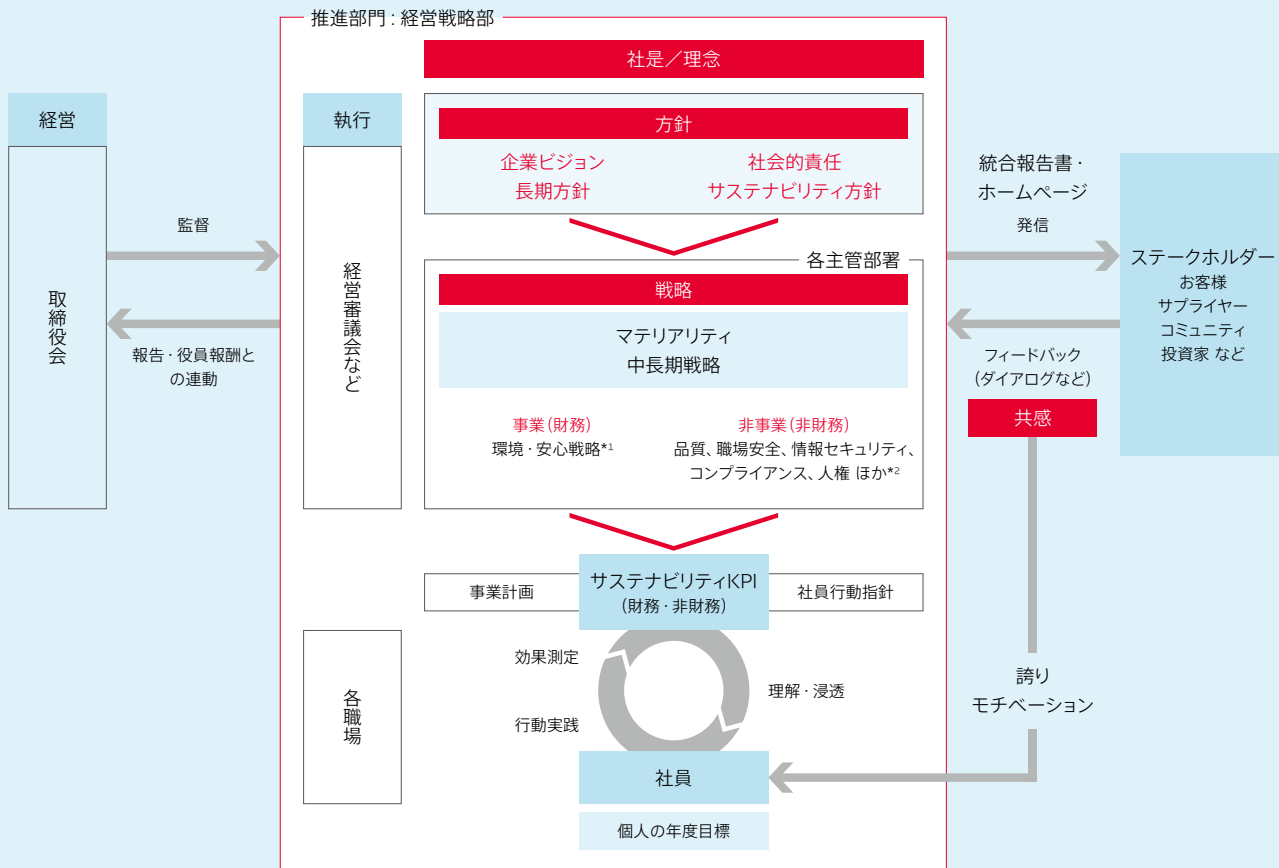 推進部門：経営戦略部
社是／理念
経営
取締役会
監督
報告・役員報酬と
の連動
執行
経営審議会など
方針
企業ビジョン
長期方針
社会的責任
サステナビリティ方針
各主管部署
戦略
マテリアリティ
中長期戦略
事業(財務)
環境・安心戦略*1
非事業(非財務)
品質、職場安全、情報セキュリティ、
コンプライアンス、人権 ほか*2
統合報告書・
ホームページ
発信
フィードバック
(ダイアログなど)
共感
ステークホルダー
お客様
サプライヤー
コミュニティ
投資家 など
事業計画
サステナビリティKPI
(財務・非財務)
社員行動指針
各職場
効果測定
理解・浸透
行動実践
社員
個人の年度目標
誇り
モチベーション